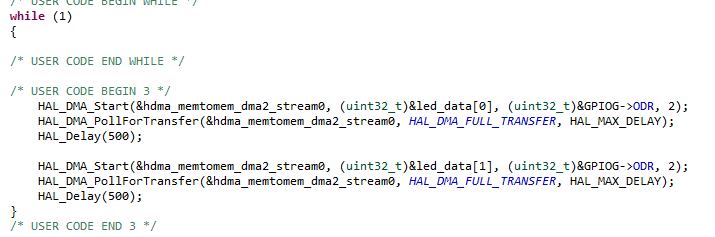 /* USER CODE BEGIN WHILE */
while (1)
{
/* USER CODE END WHILE */
/* USER CODE BEGIN 3 */
HAL_DMA_Start(&hdma_memtomem_dma2_stream0, (uint32_t)&led_data[0], (uint32_t)&GPIOG->ODR, 2);
HAL_DMA_PollForTransfer(&hdma_memtomem_dma2_stream0, HAL_DMA_FULL_TRANSFER, HAL_MAX_DELAY);
HAL_Delay(500);
HAL_DMA_Start(&hdma_memtomem_dma2_stream0, (uint32_t)&led_data[1], (uint32_t)&GPIOG->ODR, 2);
HAL_DMA_PollForTransfer(&hdma_memtomem_dma2_stream0, HAL_DMA_FULL_TRANSFER, HAL_MAX_DELAY);
HAL_Delay(500);
}
/* USER CODE END 3 */